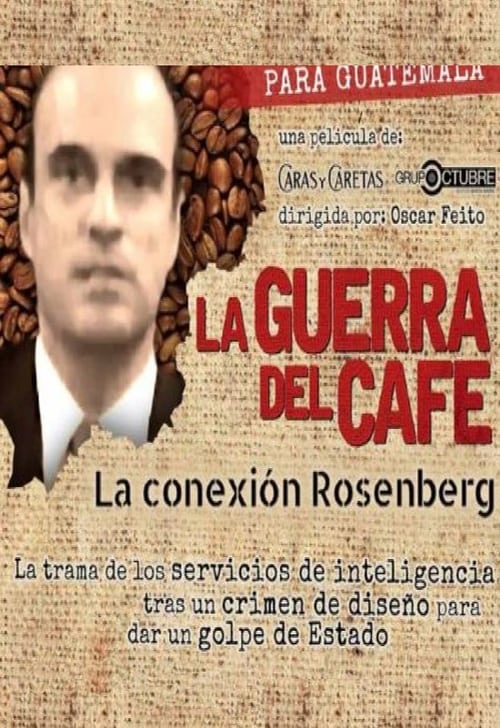 PARA GUATEMALA
una película de:
CARAS Y CARETAS GRUPO OCTUBRE
dirigida por: Oscar Feito
LA GUERRA
DEL CAFE
La conexión Rosenberg
La trama de los servicios de inteligencia
tras un crimen de diseño para
dar un golpe de Estado